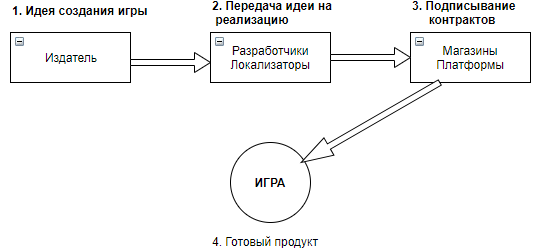 1. Идея создания игры
2. Передача идеи на
реализацию
3. Подписывание
контрактов
Издатель
Разработчики
Локализаторы
Магазины
Платформы
ИГРА
4. Готовый продукт